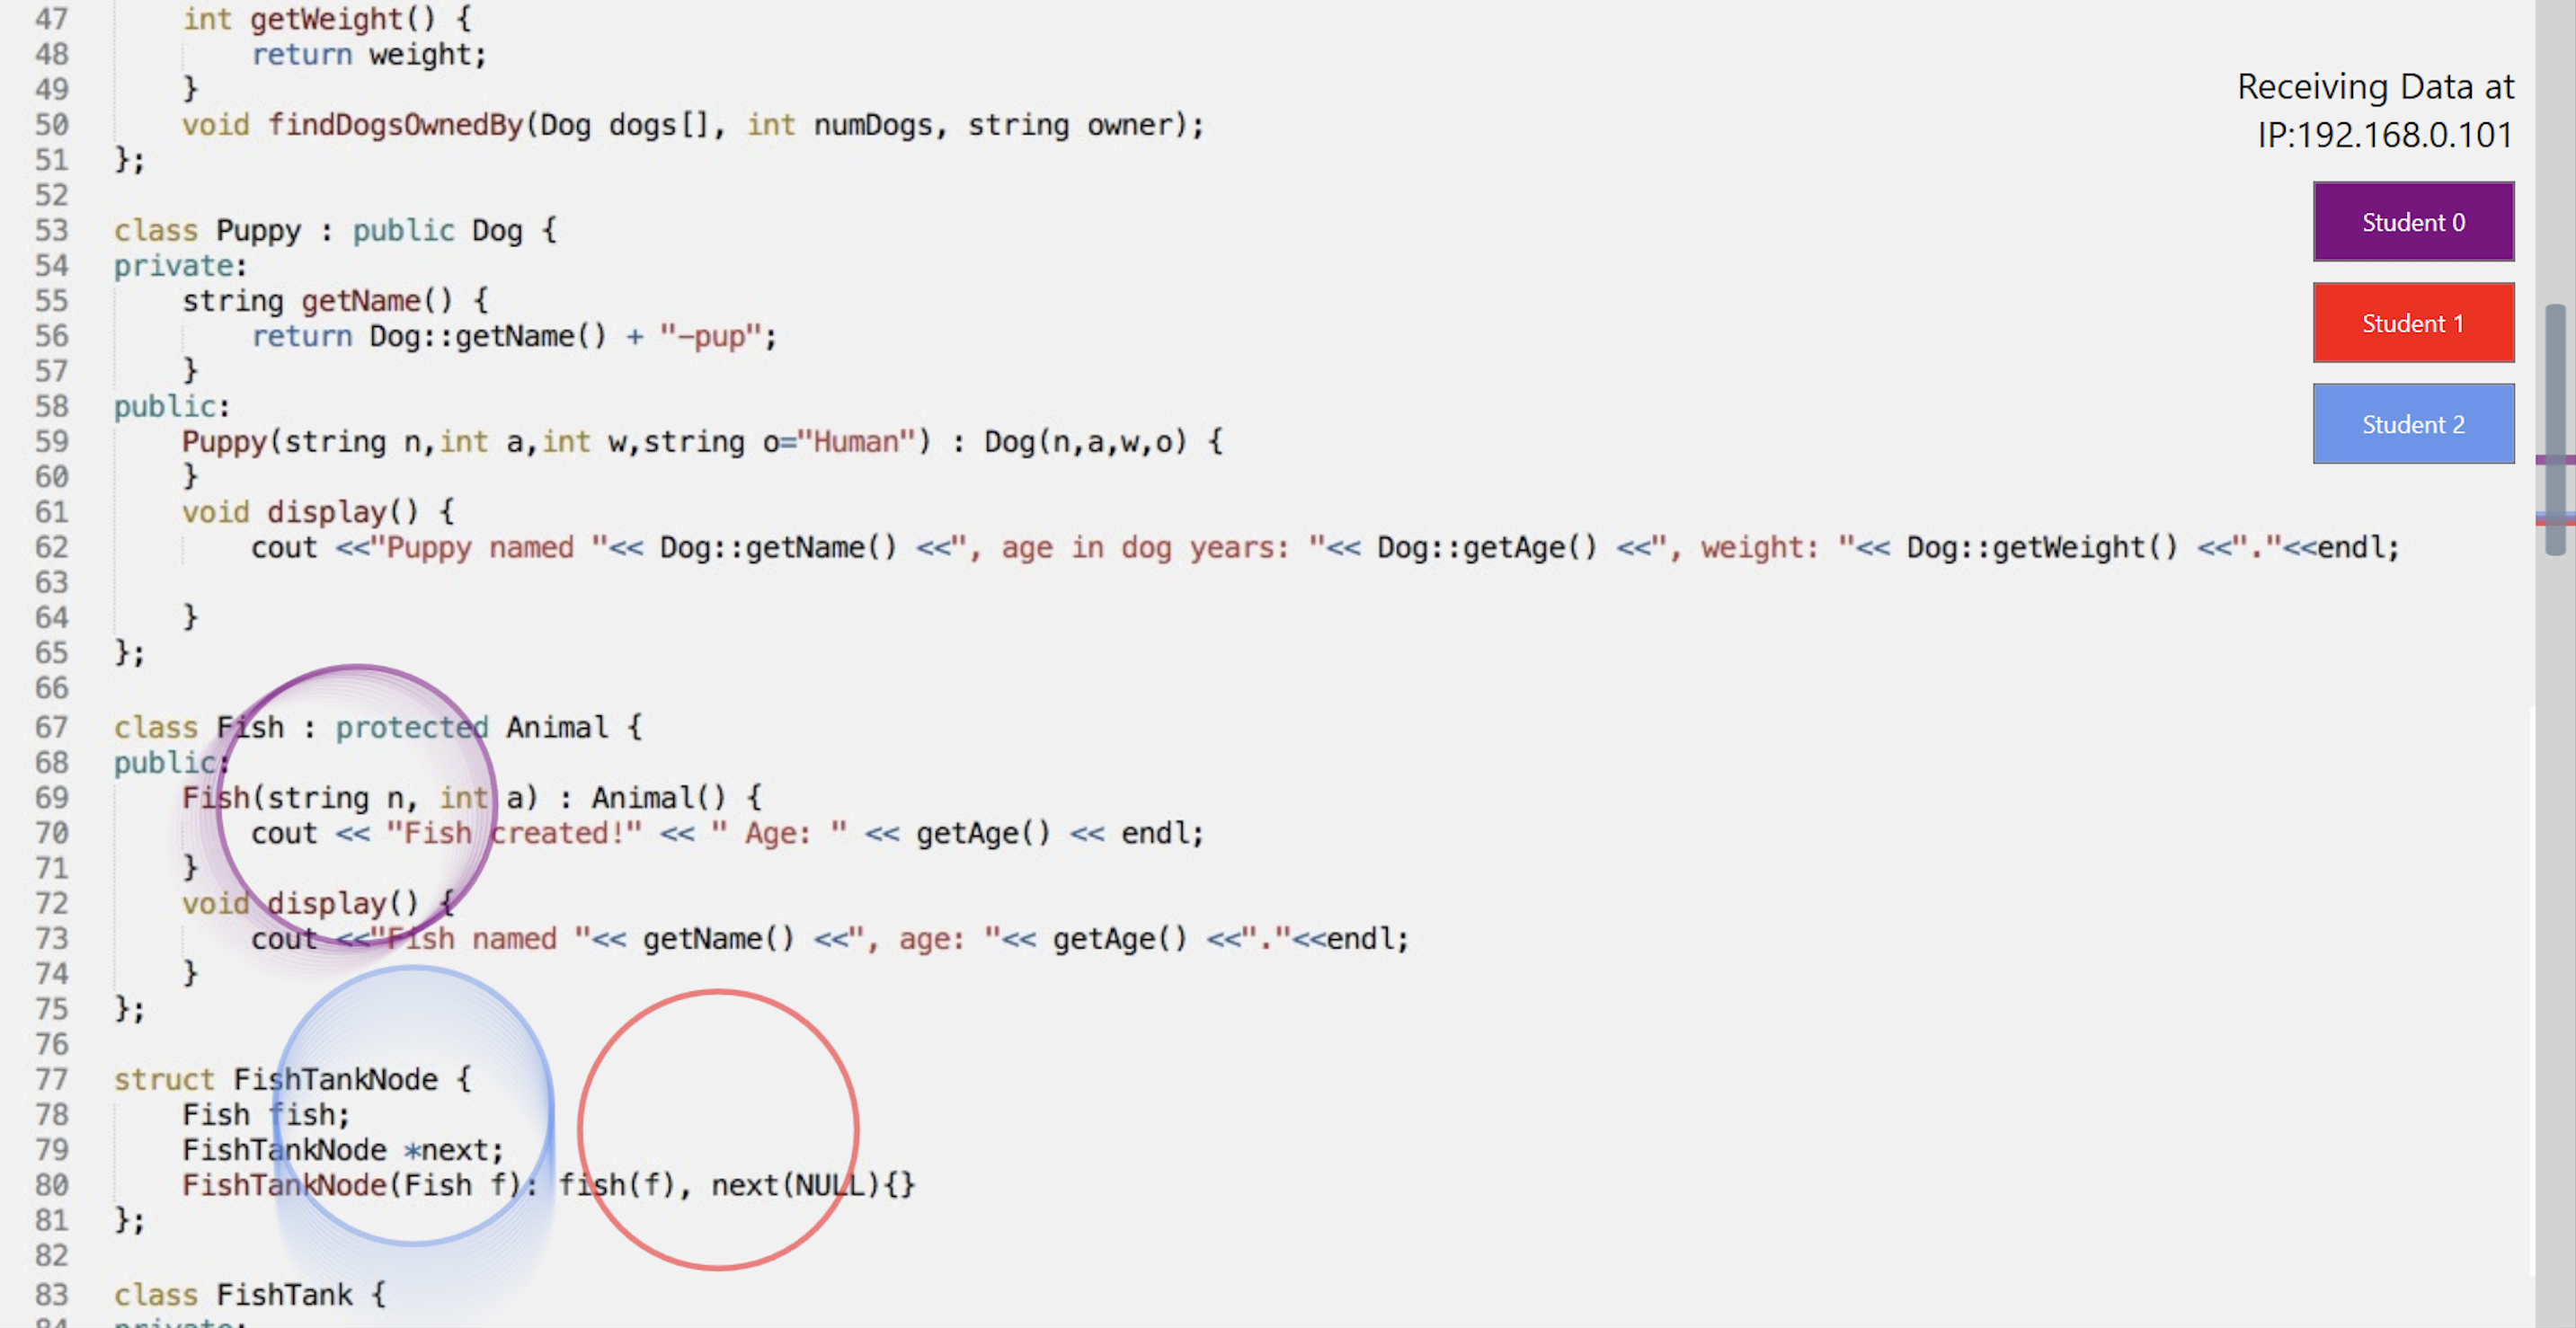 47 int getWeight() {
48 return weight;
49 }
50 void findDogsOwnedBy(Dog dogs[], int numDogs, string owner);
51 };
52
53 class Puppy : public Dog {
54 private:
55 string getName() {
56 return Dog::getName() + "-pup";
57 }
58 public:
59 Puppy(string n,int a,int w,string o="Human") : Dog(n,a,w,o) {
60 }
61 void display() {
62 cout <<"Puppy named "<< Dog::getName() <<", age in dog years: "<< Dog::getAge() <<", weight: "<< Dog::getWeight() <<"."<<endl;
63
64 }
65 };
66
67 class Fish : protected Animal {
68 public:
69 Fish(string n, int a) : Animal() {
70 cout << "Fish created!" << " Age: " << getAge() << endl;
71 }
72 void display() {
73 cout <<"Fish named "<< getName() <<", age: "<< getAge() <<"."<<endl;
74 }
75 };
76
77 struct FishTankNode {
78 Fish fish;
79 FishTankNode *next;
80 FishTankNode(Fish f): fish(f), next(NULL){}
81 };
82
83 class FishTank {
84 private:
Receiving Data at
IP:192.168.0.101
Student 0
Student 1
Student 2